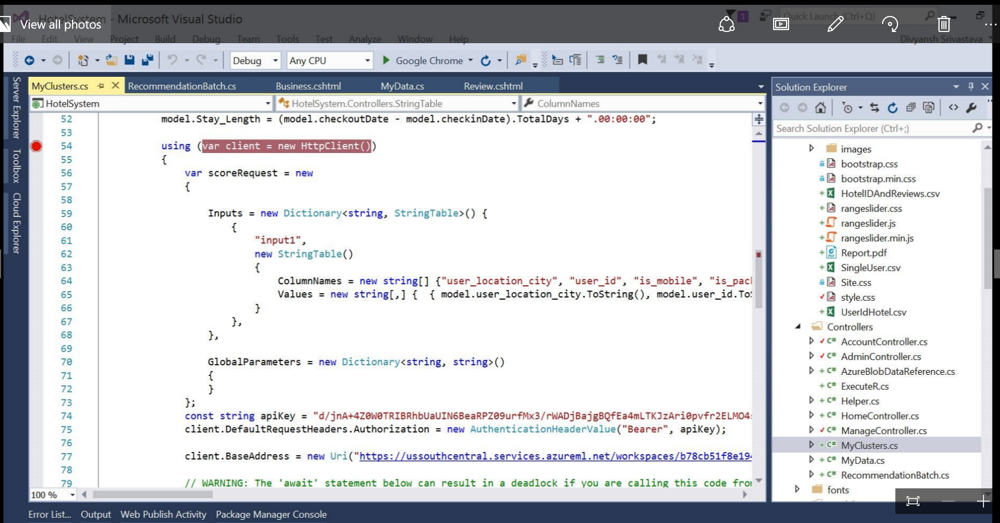 HotelSystem - Microsoft Visual Studio
View all photos
Quick Launch (Ctrl+Q)
1
File Edit View Project Build Debug Team Tools Test Analyze Window Help
Divyansh Srivastava
Debug Any CPU Google Chrome
Server Explorer
Toolbox
Cloud Explorer
MyClusters.cs RecommendationBatch.cs Business.cshtml MyData.cs Review.cshtml
HotelSystem HotelSystem.Controllers.StringTable ColumnNames
52 model.Stay_Length = (model.checkoutDate - model.checkinDate).TotalDays + ".00:00:00";
53
54 using (var client = new HttpClient())
55 {
56 var scoreRequest = new
57 {
58
59 Inputs = new Dictionary<string, StringTable>() {
60 {
61 "input1",
62 new StringTable()
63 {
64 ColumnNames = new string[] {"user_location_city", "user_id", "is_mobile", "is_pac
65 Values = new string[,] { { model.user_location_city.ToString(), model.user_id.To
66 }
67 },
68 },
69
70 GlobalParameters = new Dictionary<string, string>()
71 {
72 }
73 };
74 const string apiKey = "d/jnA+4Z0W0TRIBRhbUaUIN6BeaRPZ09urfMx3/rWADjBajgBQfEa4mLTKJzAri0pvfr2ELMO4
75 client.DefaultRequestHeaders.Authorization = new AuthenticationHeaderValue("Bearer", apiKey);
76
77 client.BaseAddress = new Uri("https://ussouthcentral.services.azureml.net/workspaces/b78cb51f8e19
78
79 // WARNING: The 'await' statement below can result in a deadlock if you are calling this code fro
100 %
Error List... Output Web Publish Activity Package Manager Console
Solution Explorer
Search Solution Explorer (Ctrl+;)
images
bootstrap.css
bootstrap.min.css
HotelIDAndReviews.csv
rangeslider.css
rangeslider.js
rangeslider.min.js
Report.pdf
SingleUser.csv
Site.css
style.css
UserIdHotel.csv
Controllers
C# AccountController.cs
C# AdminController.cs
C# AzureBlobDataReference.cs
C# ExecuteR.cs
C# Helper.cs
C# HomeController.cs
C# ManageController.cs
C# MyClusters.cs
C# MyData.cs
C# RecommendationBatch.cs
fonts